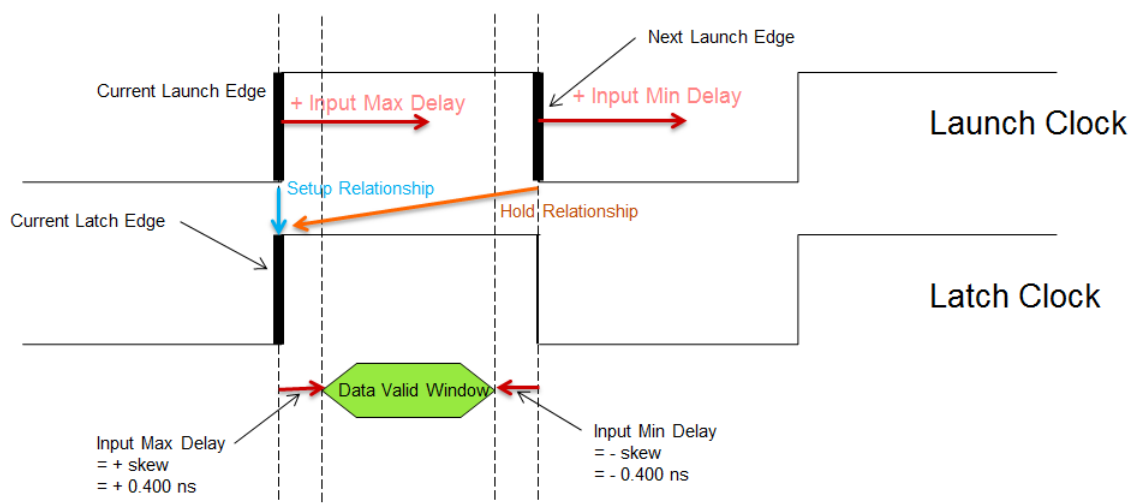 Next Launch Edge
Current Launch Edge
+ Input Max Delay
+ Input Min Delay
Launch Clock
Setup Relationship
Hold Relationship
Current Latch Edge
Latch Clock
Data Valid Window
Input Max Delay
= + skew
= + 0.400 ns
Input Min Delay
= - skew
= - 0.400 ns